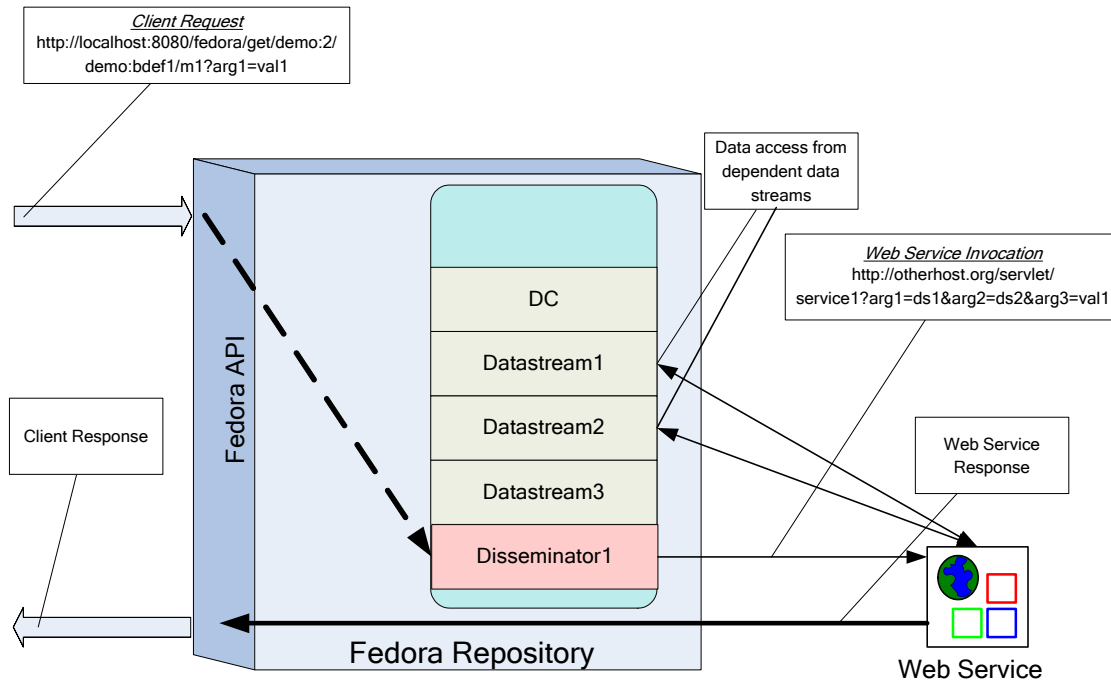 Client Request
http://localhost:8080/fedora/get/demo:2/
demo:bdef1/m1?arg1=val1
Data access from
dependent data
streams
Web Service Invocation
http://otherhost.org/servlet/
service1?arg1=ds1&arg2=ds2&arg3=val1
DC
Datastream1
Datastream2
Datastream3
Disseminator1
Fedora API
Client Response
Web Service
Response
Fedora Repository
Web Service